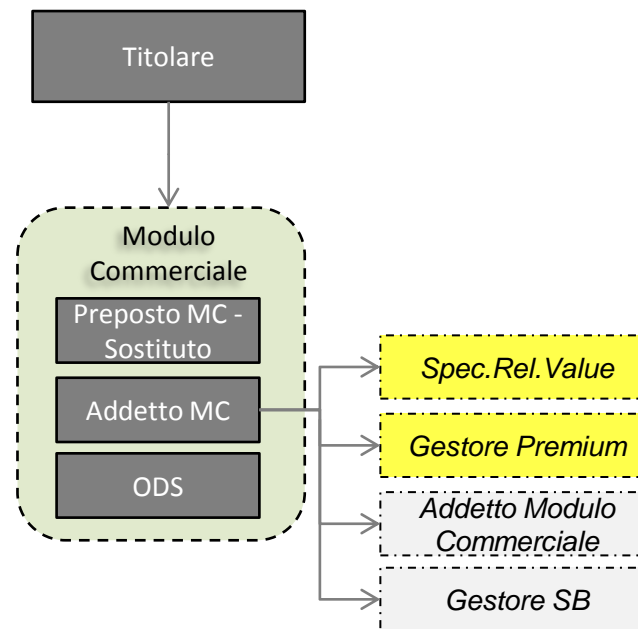 Titolare
Modulo
Commerciale
Preposto MC -
Sostituto
Addetto MC
ODS
Spec.Rel.Value
Gestore Premium
Addetto Modulo
Commerciale
Gestore SB